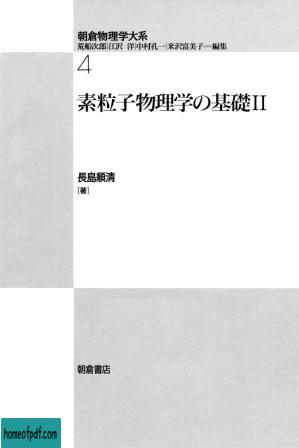 朝倉物理学大系
荒船次郎|江沢 洋|中村孔一|米沢富美子=編集
4
素粒子物理学の基礎II
長島順清
[著]
朝倉書店
homeofpdf.com